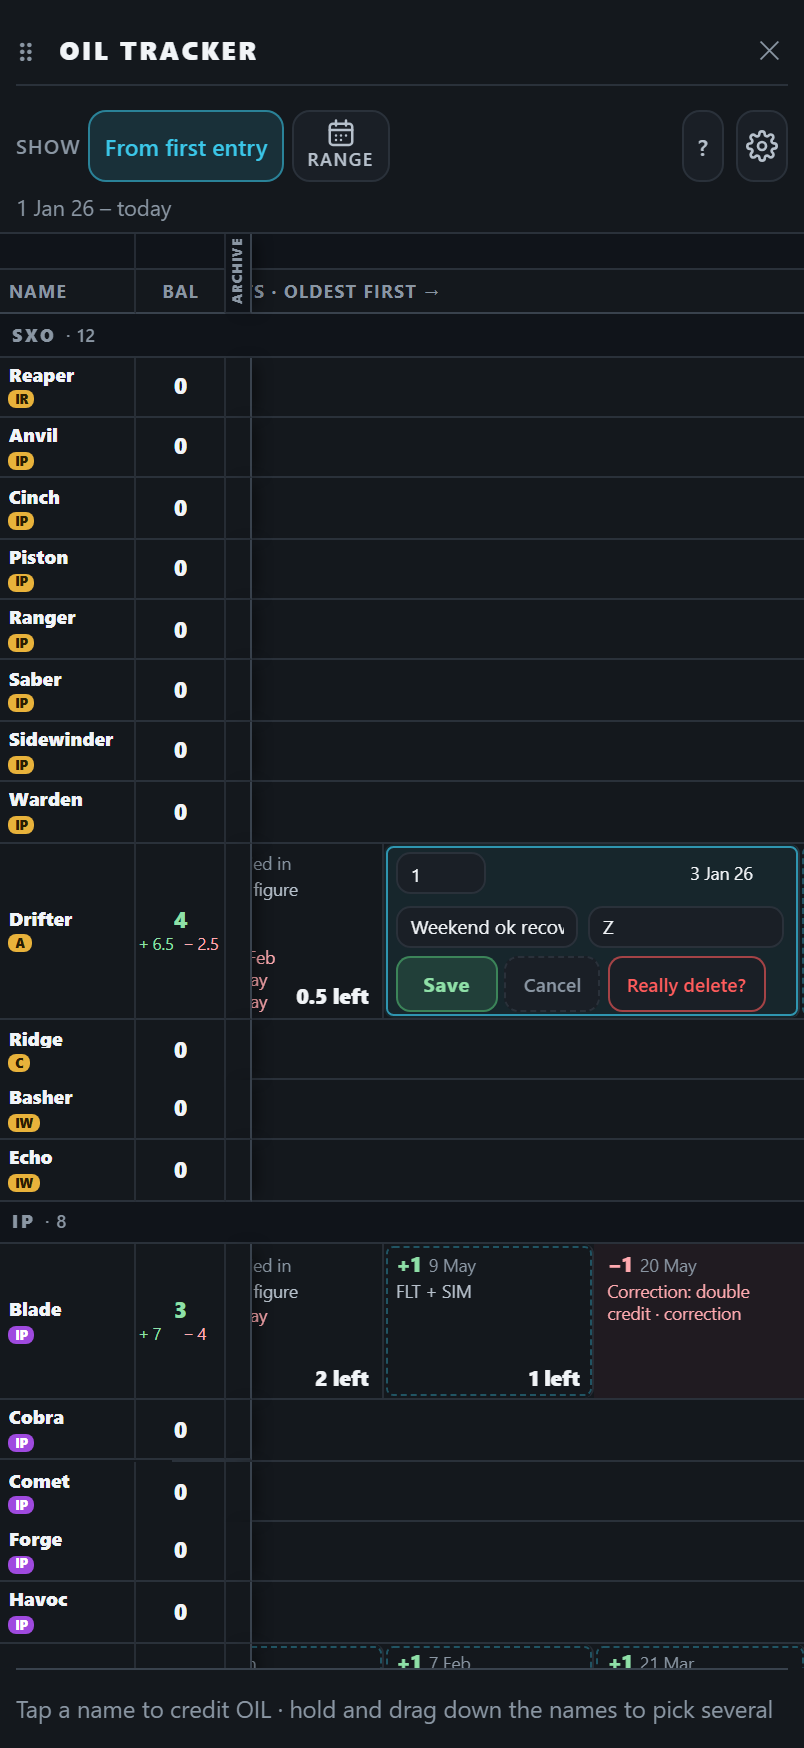 OIL TRACKER
SHOW From first entry RANGE ?
1 Jan 26 – today
ARCHIVE
NAME BAL S · OLDEST FIRST →
SXO · 12
Reaper 0
IR
Anvil 0
IP
Cinch 0
IP
Piston 0
IP
Ranger 0
IP
Saber 0
IP
Sidewinder 0
IP
Warden 0
IP
ed in 1 3 Jan 26
figure
Drifter 4 Weekend ok recov Z
A + 6.5 − 2.5
Feb
ay Save Cancel Really delete?
ay 0.5 left
Ridge 0
C
Basher 0
IW
Echo 0
IW
IP · 8
ed in +1 9 May −1 20 May
figure FLT + SIM Correction: double
ay credit · correction
Blade 3
IP + 7 − 4
2 left 1 left
Cobra 0
IP
Comet 0
IP
Forge 0
IP
Havoc 0
IP
+1 7 Feb +1 21 Mar
Tap a name to credit OIL · hold and drag down the names to pick several